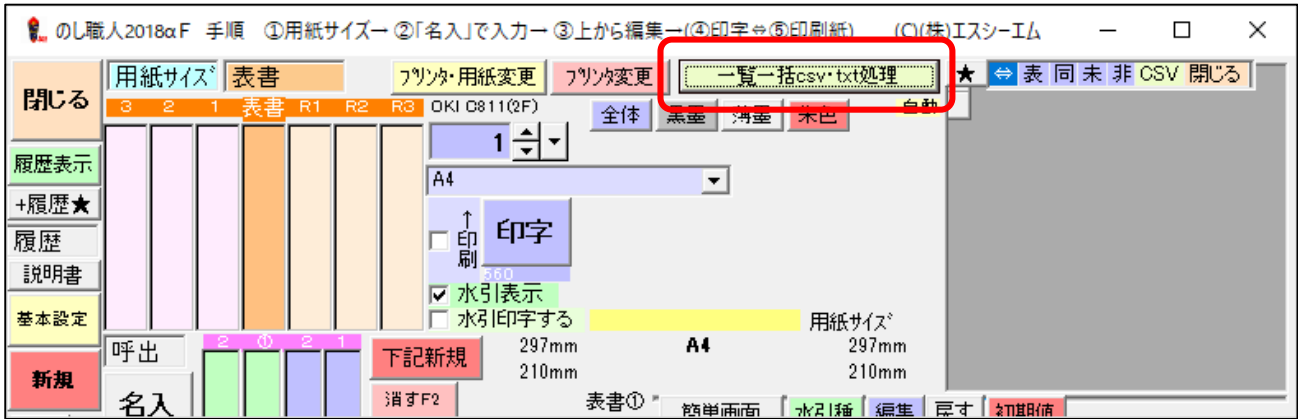 のし職人2018αF 手順 ①用紙サイズ→ ②「名入」で入力→ ③上から編集→(④印字⇔⑤印刷紙) (C)(株)エスシーエム
閉じる 用紙サイズ 表書 プリンタ・用紙変更 プリンタ変更 一覧一括csv・txt処理 ★ ⇔ 表 同 未 非 CSV 閉じる
3 2 1 表書 R1 R2 R3 OKI C811(2F) 全体 黒墨 薄墨 朱色 自動
1
履歴表示
A4
+履歴★
↑印刷 印字
履歴
説明書
560
水引表示
基本設定
水引印字する 用紙サイズ
呼出 2 ① 2 1 下記新規 297mm A4 297mm
新規 210mm 210mm
名入 消すF2 表書① 簡単画面 水引種 編集 戻す 初期値